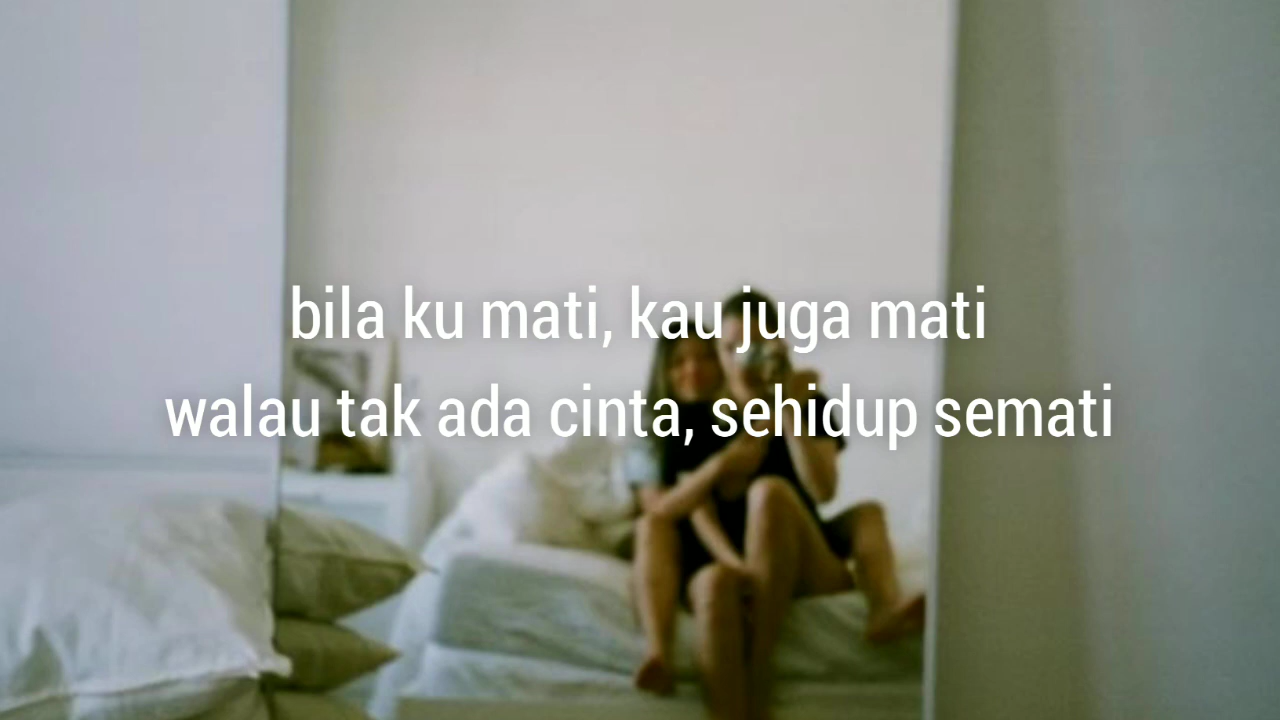 bila ku mati, kau juga mati
walau tak ada cinta, sehidup semati